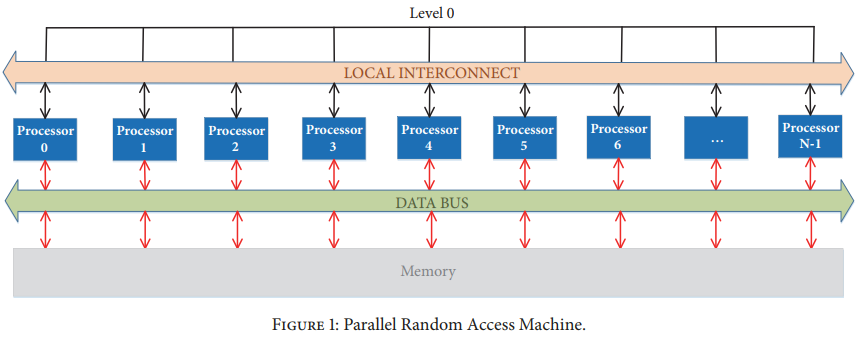 Level 0
LOCAL INTERCONNECT
Processor
0
Processor
1
Processor
2
Processor
3
Processor
4
Processor
5
Processor
6
...
Processor
N-1
DATA BUS
Memory
FIGURE 1: Parallel Random Access Machine.